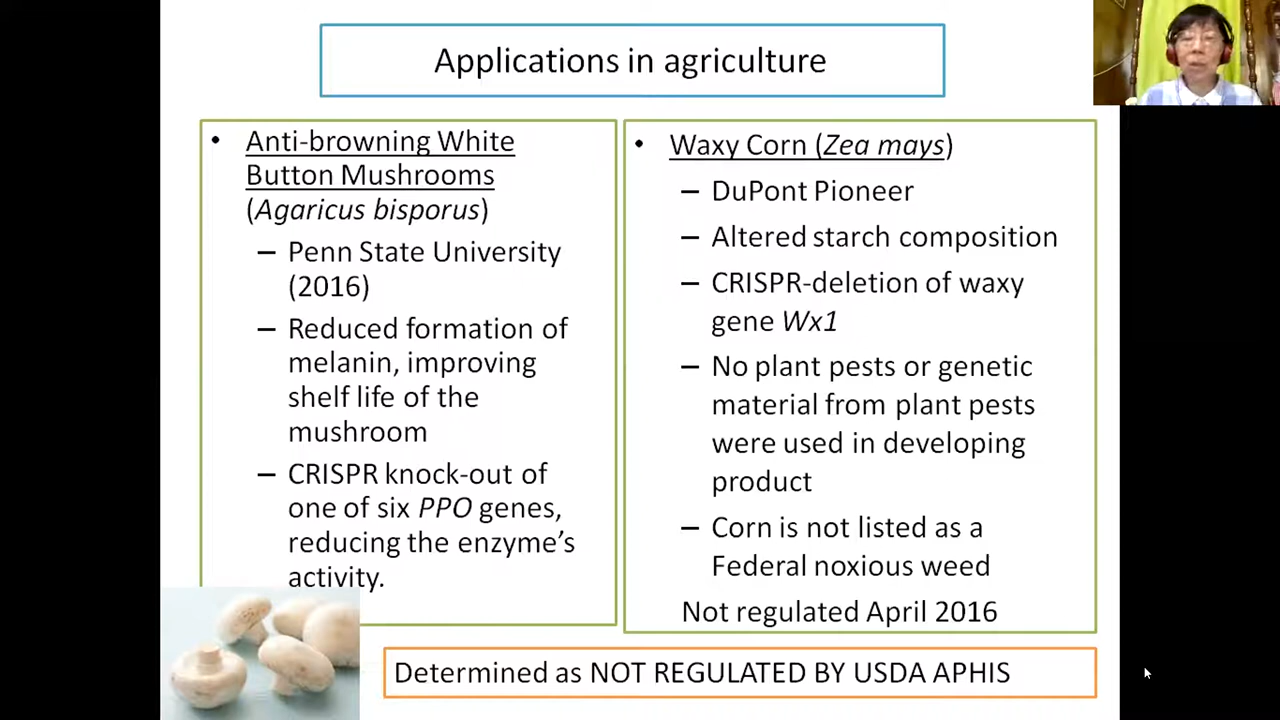 Applications in agriculture
• Anti-browning White
Button Mushrooms
(Agaricus bisporus)
– Penn State University
(2016)
– Reduced formation of
melanin, improving
shelf life of the
mushroom
– CRISPR knock-out of
one of six PPO genes,
reducing the enzyme’s
activity.
• Waxy Corn (Zea mays)
– DuPont Pioneer
– Altered starch composition
– CRISPR-deletion of waxy
gene Wx1
– No plant pests or genetic
material from plant pests
were used in developing
product
– Corn is not listed as a
Federal noxious weed
Not regulated April 2016
Determined as NOT REGULATED BY USDA APHIS